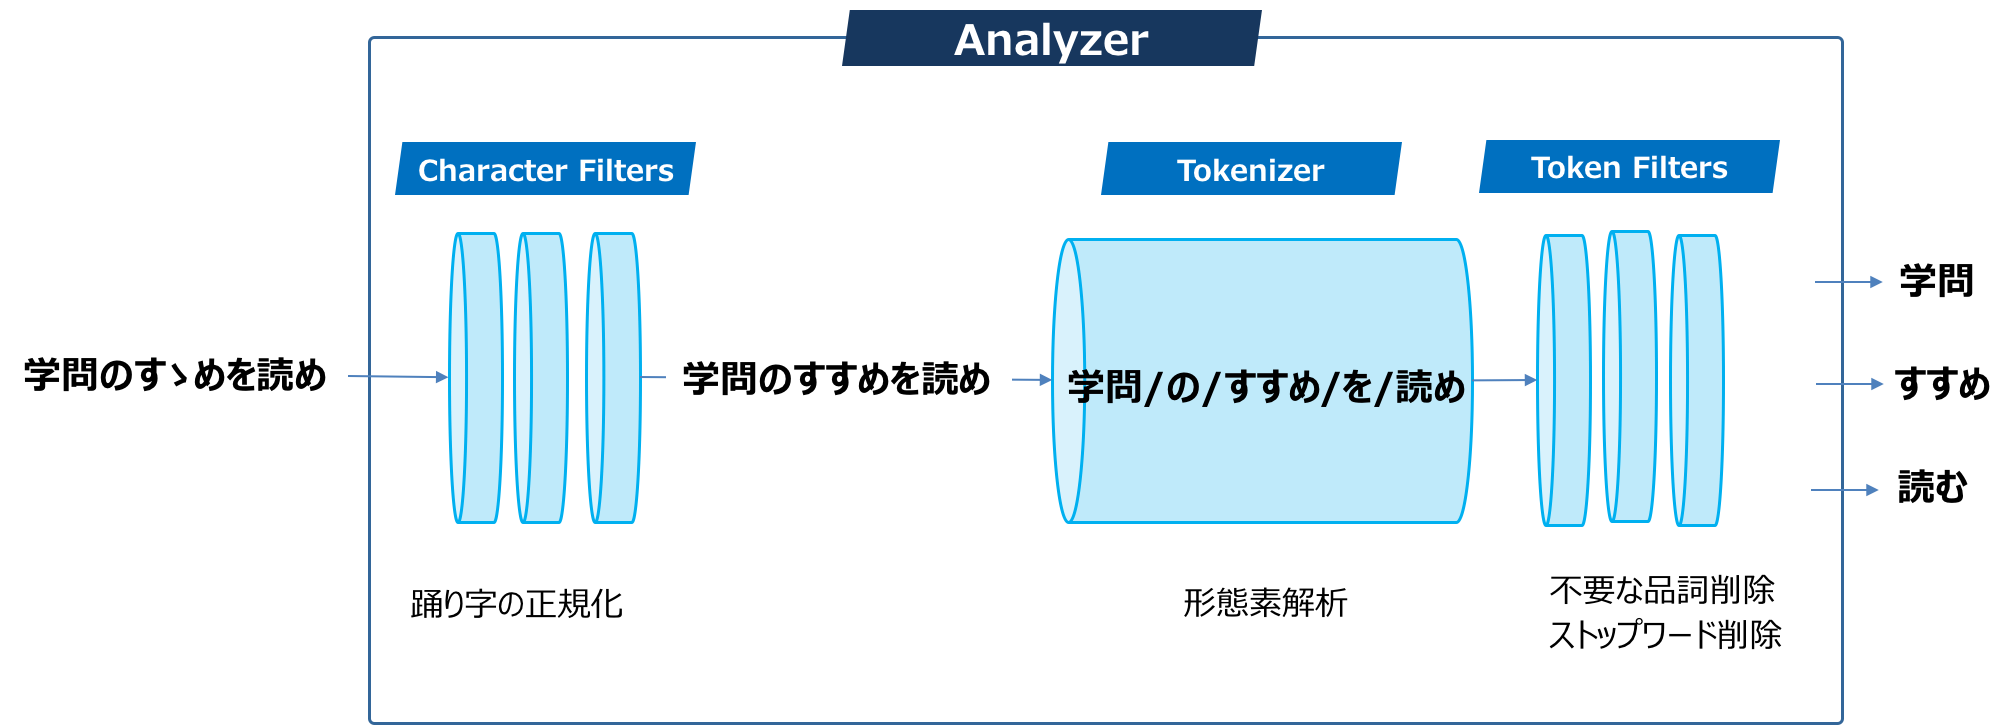 Analyzer
Character Filters
Tokenizer
Token Filters
学問のすゝめを読め
学問のすすめを読め
学問/の/すすめ/を/読め
学問
すすめ
読む
踊り字の正規化
形態素解析
不要な品詞削除
ストップワード削除